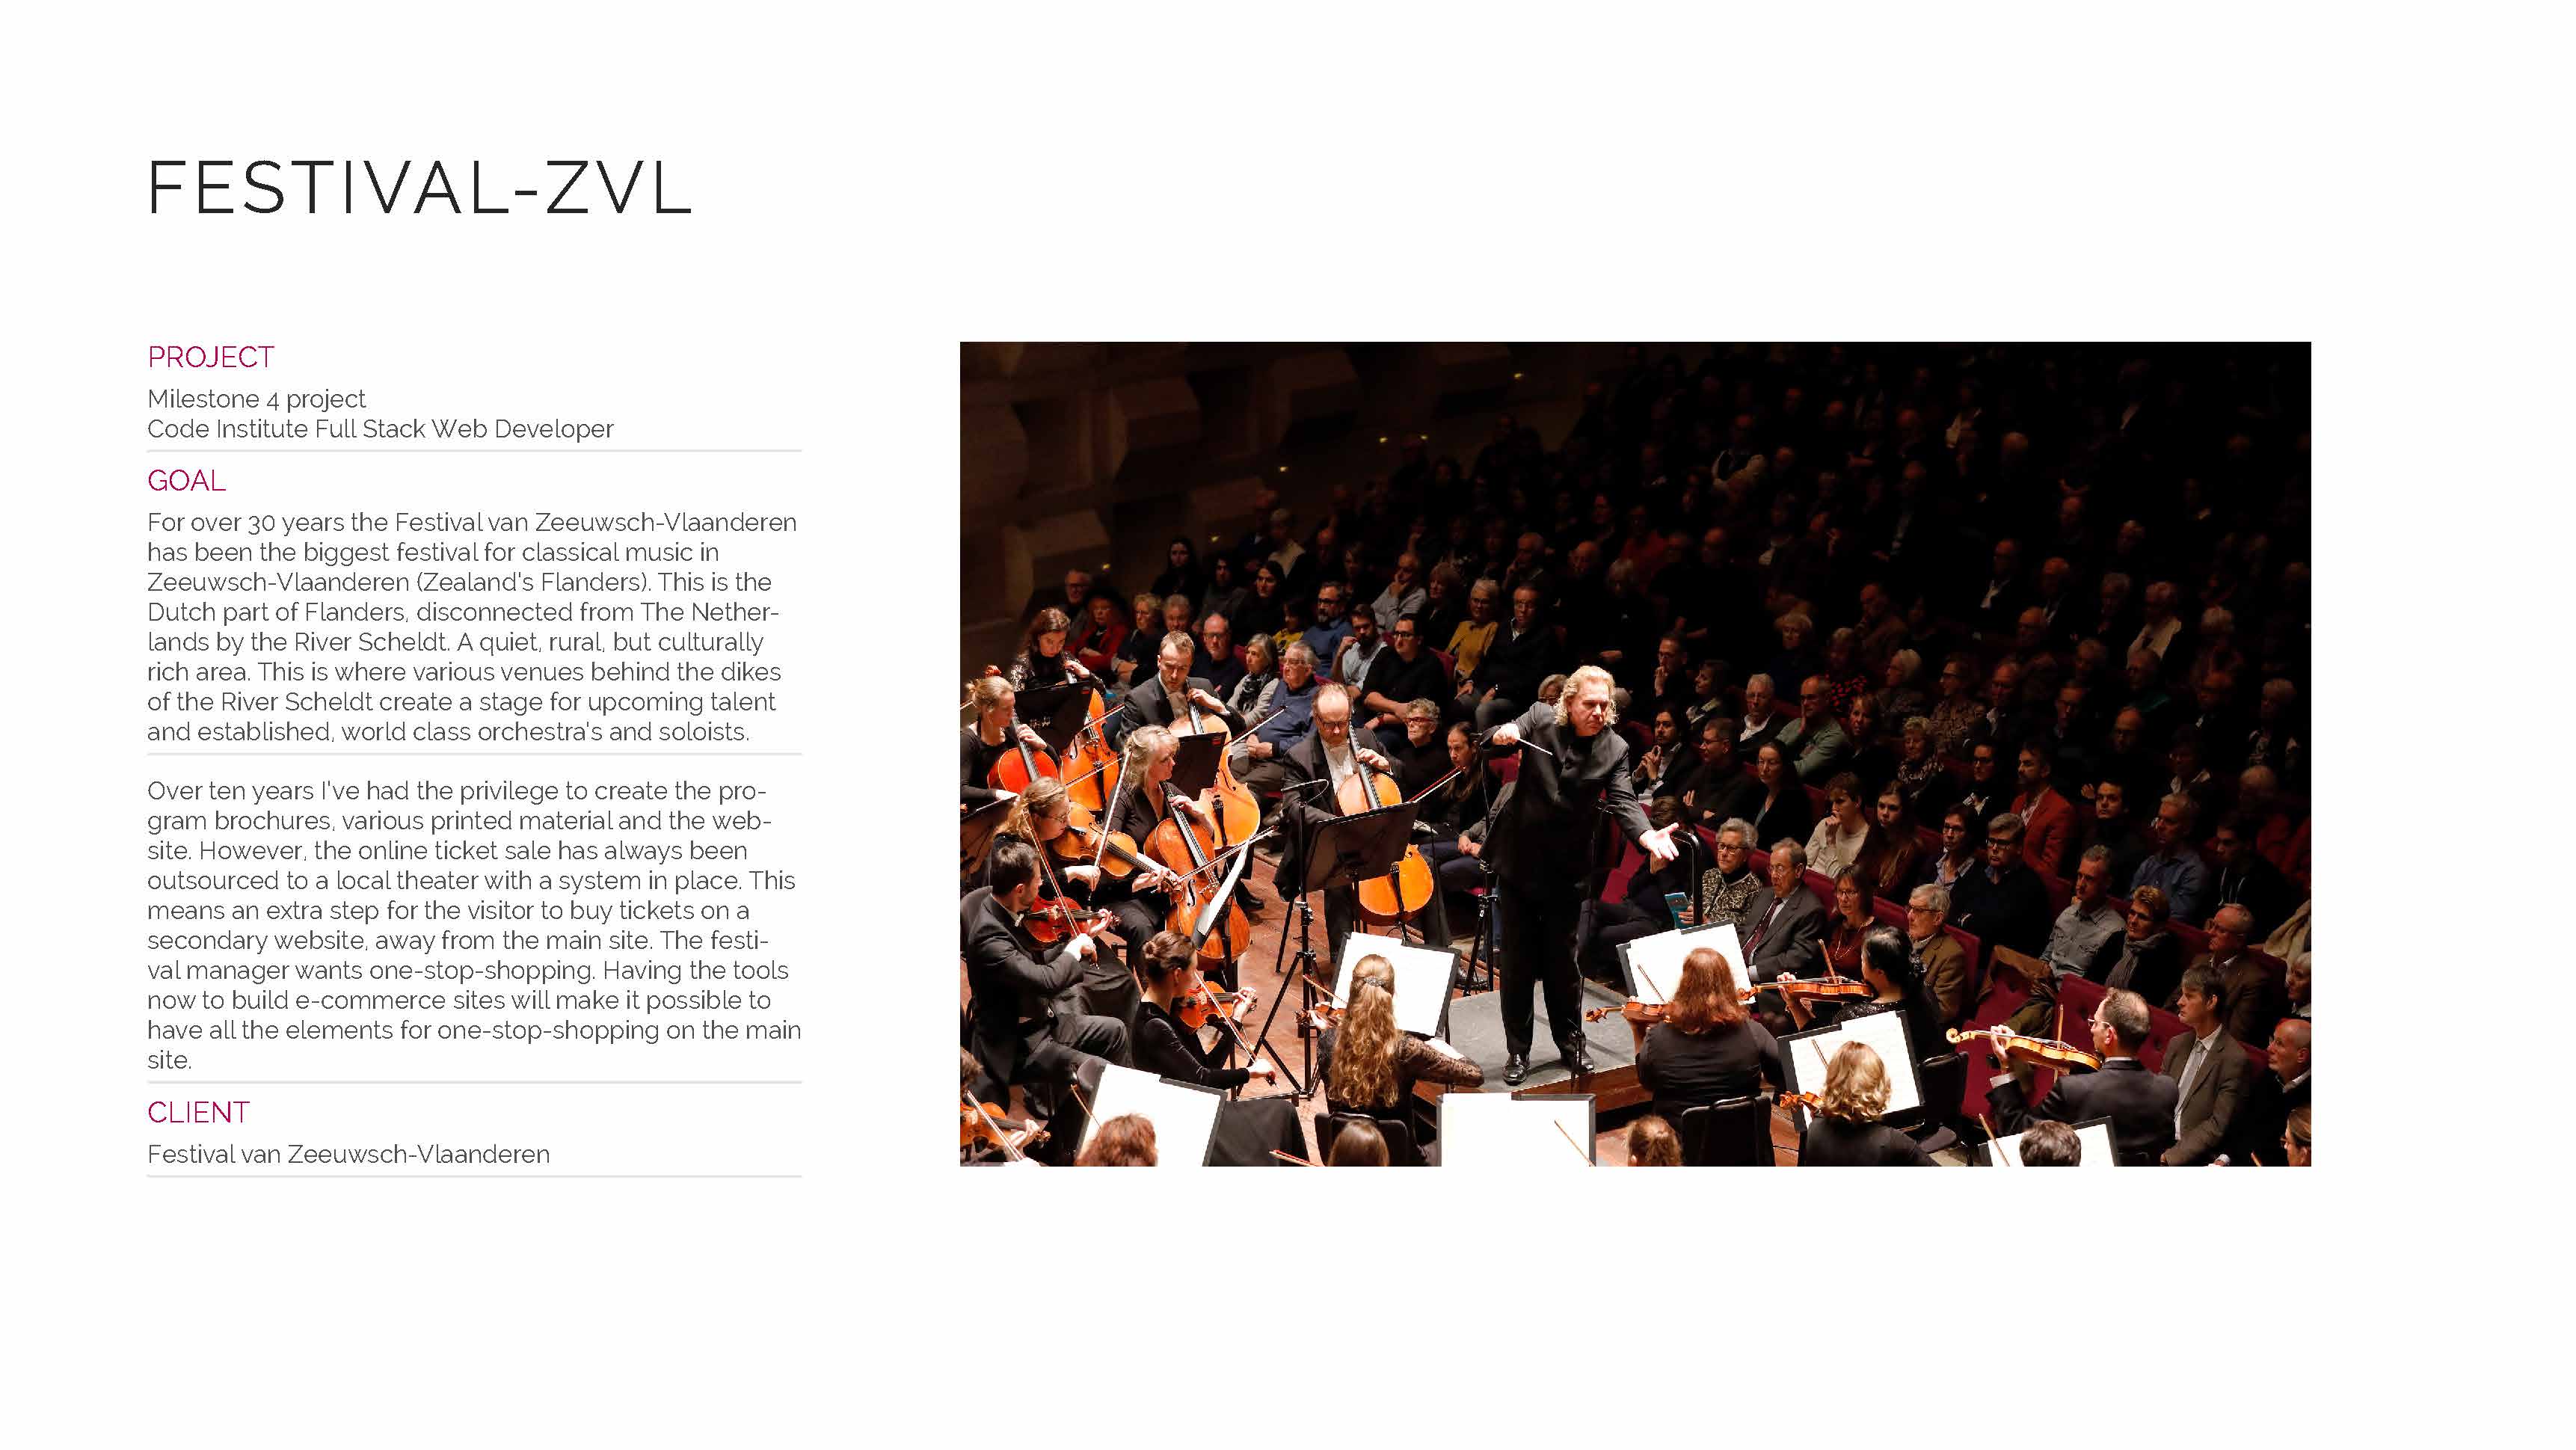 FESTIVAL-ZVL
PROJECT
Milestone 4 project
Code Institute Full Stack Web Developer
GOAL
For over 30 years the Festival van Zeeuwsch-Vlaanderen
has been the biggest festival for classical music in
Zeeuwsch-Vlaanderen (Zealand's Flanders). This is the
Dutch part of Flanders, disconnected from The Nether-
lands by the River Scheldt. A quiet, rural, but culturally
rich area. This is where various venues behind the dikes
of the River Scheldt create a stage for upcoming talent
and established, world class orchestra's and soloists.
Over ten years I've had the privilege to create the pro-
gram brochures, various printed material and the web-
site. However, the online ticket sale has always been
outsourced to a local theater with a system in place. This
means an extra step for the visitor to buy tickets on a
secondary website, away from the main site. The festi-
val manager wants one-stop-shopping. Having the tools
now to build e-commerce sites will make it possible to
have all the elements for one-stop-shopping on the main
site.
CLIENT
Festival van Zeeuwsch-Vlaanderen